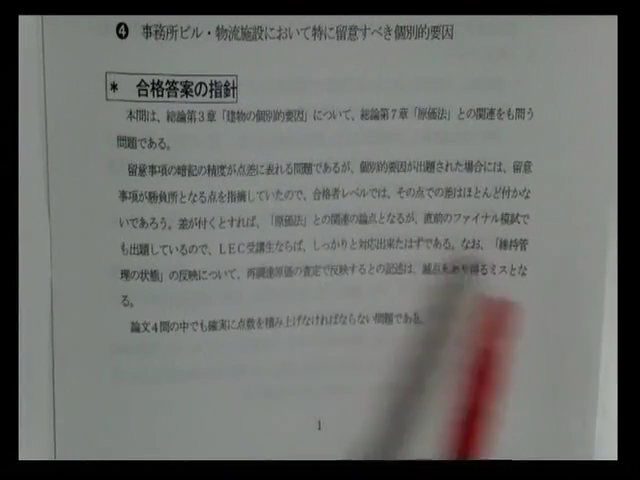 ❹ 事務所ビル・物流施設において特に留意すべき個別的要因
* 合格答案の指針
本問は、総論第3章「建物の個別的要因」について、総論第7章「原価法」との関連をも問う
問題である。
留意事項の暗記の精度が点差に表れる問題であるが、個別的要因が出題された場合には、留意
事項が勝負所となる点を指摘していたので、合格者レベルでは、その点での差はほとんど付かな
いであろう。差が付くとすれば、「原価法」との関連の論点となるが、直前のファイナル模試で
も出題しているので、LEC受講生ならば、しっかりと対応出来たはずである。なお、「維持管
理の状態」の反映について、再調達原価の査定で反映するとの記述は、減点もあり得るミスとな
る。
論文4問の中でも確実に点数を積み上げなければならない問題である。
1